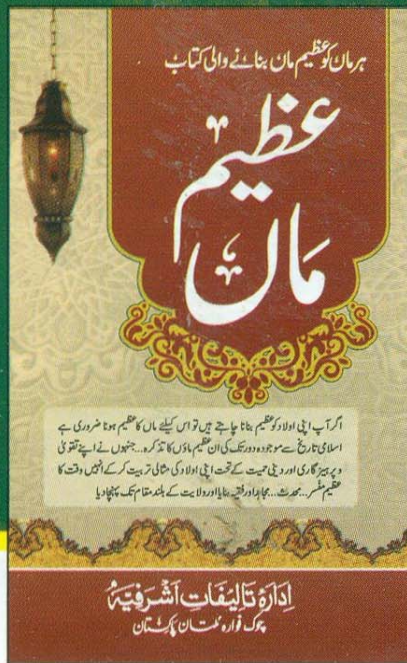 ہر ماں کو عظیم ماں بنانے والی کتاب
عظیم
ماں
اگر آپ اپنی اولاد کو عظیم بنانا چاہتے ہیں تو اس کیلئے ماں کا عظیم ہونا ضروری ہے
اسلامی تاریخ سے موجودہ دور تک کی ان عظیم ماؤں کا تذکرہ... جنہوں نے اپنے تقویٰ
و پرہیزگاری اور دینی حمیت کے تحت اپنی اولاد کی مثالی تربیت کر کے انہیں وقت کا
عظیم مفسر... محدث... مجاہد اور فقیہ بنایا اور ولایت کے بلند مقام تک پہنچا دیا
ادارہ تالیفات اشرفیہ
چوک فوارہ ملتان پاکستان